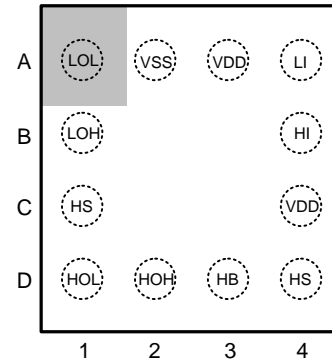 A LOL VSS VDD LI
B LOH HI
C HS VDD
D HOL HOH HB HS
1 2 3 4